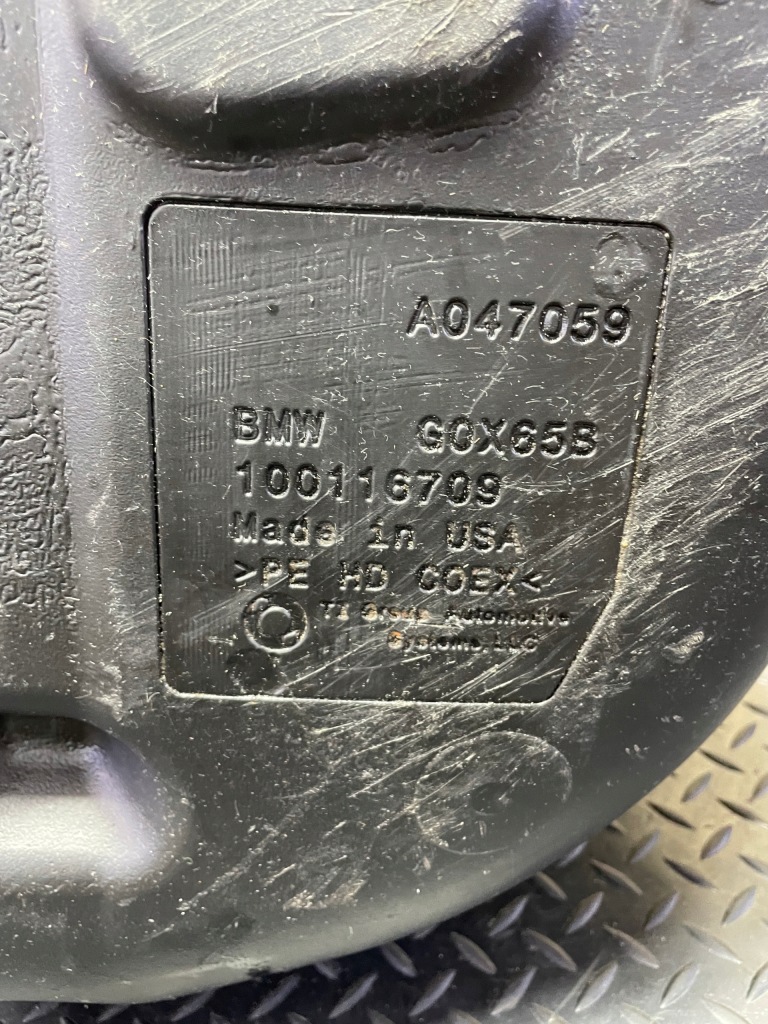 A047059
BMW G0X65B
100116709
Made in USA
>PE HD COEX<
TI Group Automotive
Systems, LLC